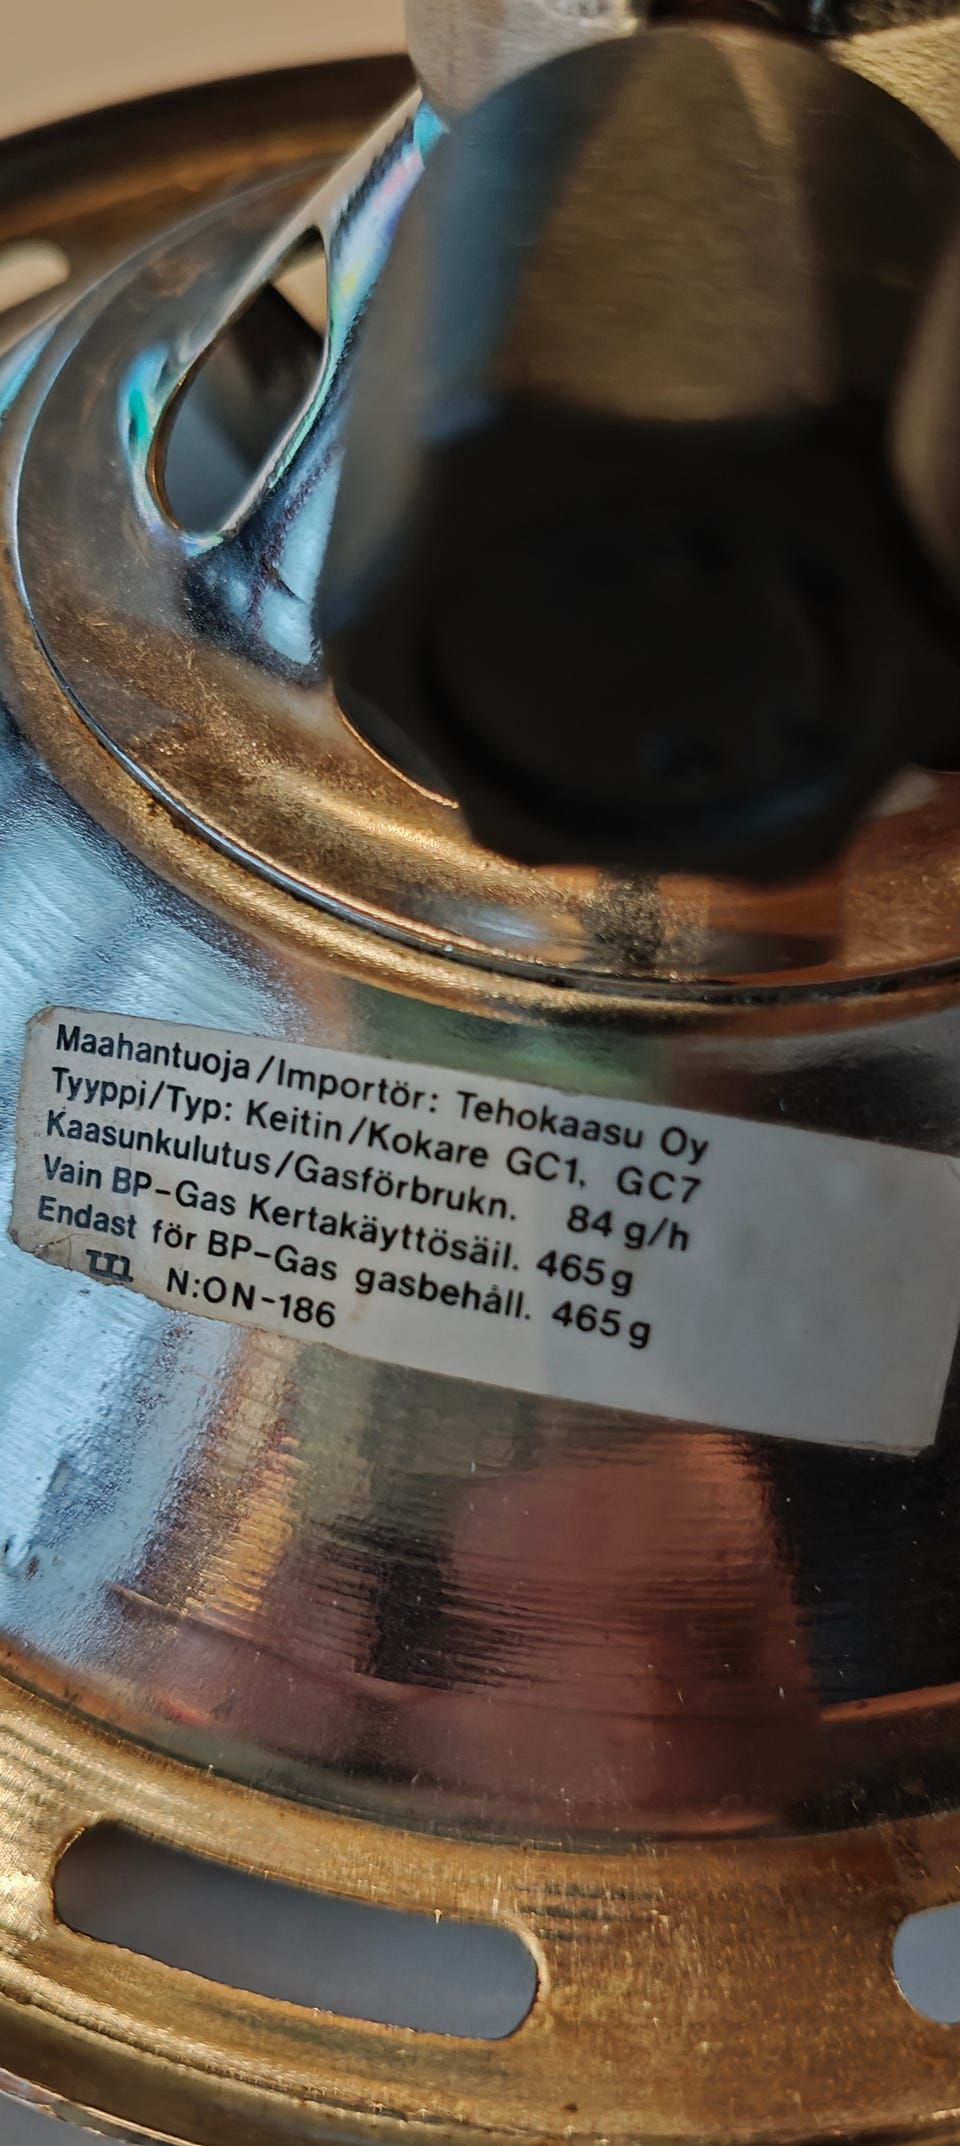 Maahantuoja/Importör: Tehokaasu Oy
Tyyppi/Typ: Keitin/Kokare GC1, GC7
Kaasunkulutus/Gasförbrukn. 84 g/h
Vain BP-Gas Kertakäyttösäil. 465g
Endast för BP-Gas gasbehåll. 465g
N:ON-186